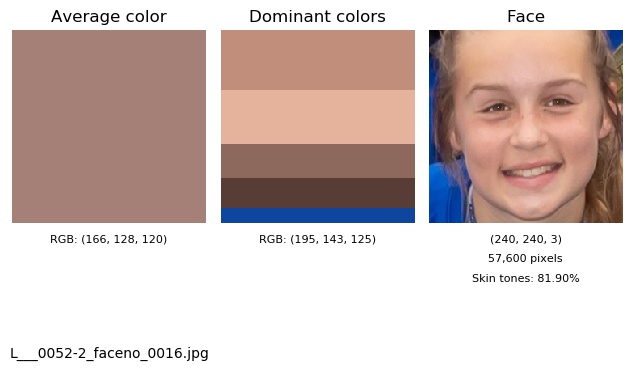 Average color
Dominant colors
Face
RGB: (166, 128, 120)
RGB: (195, 143, 125)
(240, 240, 3)
57,600 pixels
Skin tones: 81.90%
L___0052-2_faceno_0016.jpg